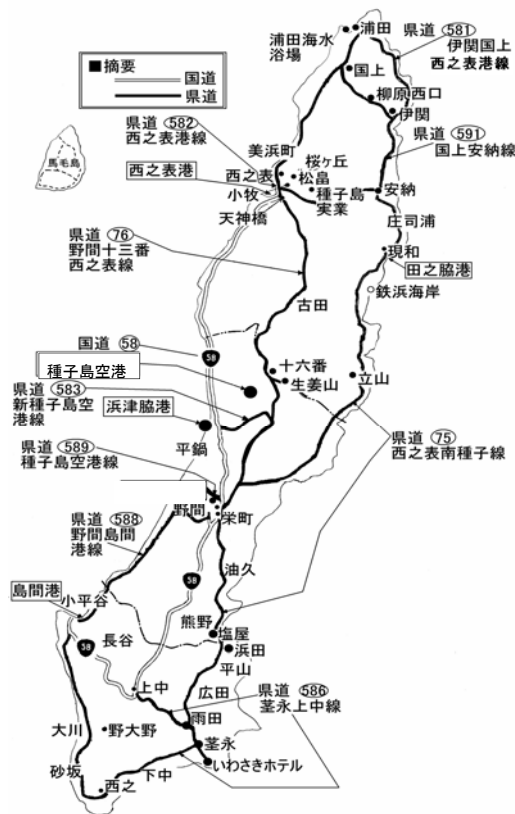 浦田
浦田海水
浴場
県道 581
伊関国上
西之表港線
国上
柳原西口
伊関
■摘要
国道
県道
県道 582
西之表港線
県道 591
国上安納線
馬毛島
美浜町
桜ヶ丘
西之表
松畠
西之表港
小牧
種子島
実業
安納
天神橋
庄司浦
県道 76
野間十三番
西之表線
現和
田之脇港
鉄浜海岸
古田
国道 58
58
種子島空港
十六番
生姜山
立山
県道 583
新種子島空
港線
浜津脇港
平鍋
県道 75
西之表南種子線
県道 589
種子島空港線
野間
栄町
県道 588
野間島間
港線
油久
58
島間港
小平谷
熊野
塩屋
58
長谷
浜田
平山
上中
広田
県道 586
茎永上中線
大川
野大野
雨田
茎永
砂坂
下中
いわさきホテル
西之